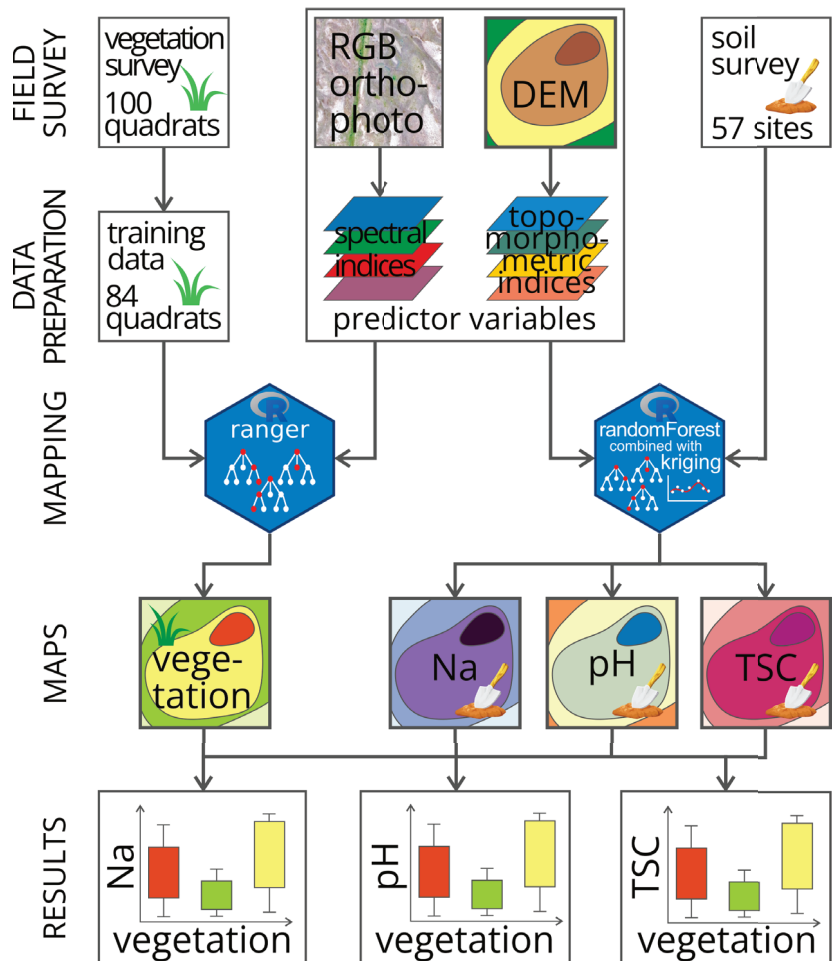 FIELD
SURVEY
vegetation
survey
100
quadrats
RGB
ortho-
photo
DEM
soil
survey
57 sites
DATA
PREPARATION
training
data
84
quadrats
spectral
indices
topo-
morpho-
metric
indices
predictor variables
MAPPING
R
ranger
R
randomForest
combined with
kriging
MAPS
vege-
tation
Na
pH
TSC
RESULTS
Na
vegetation
pH
vegetation
TSC
vegetation